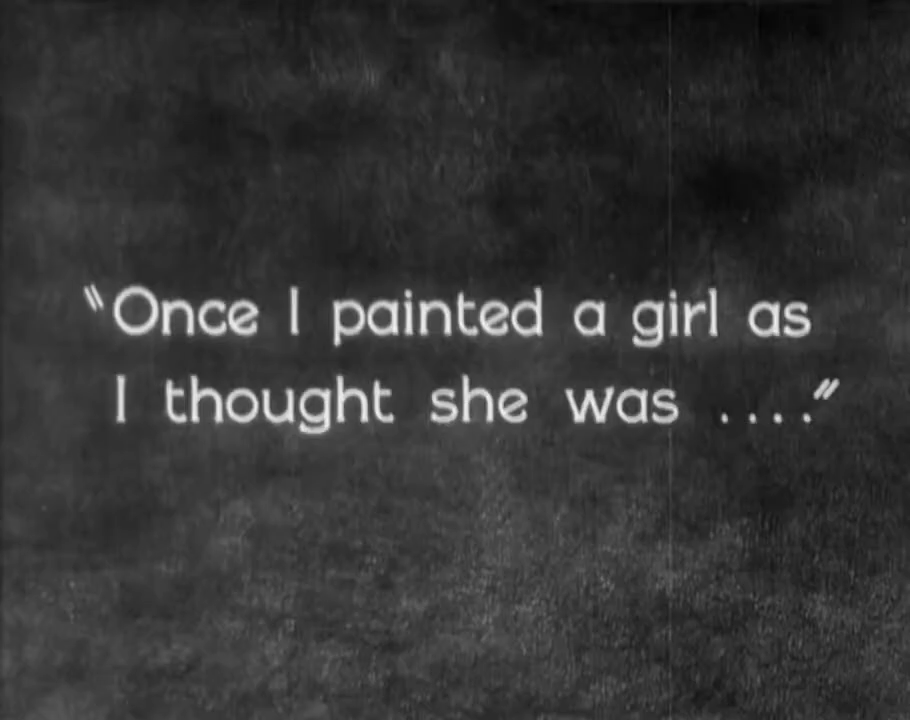 "Once I painted a girl as
I thought she was ...."